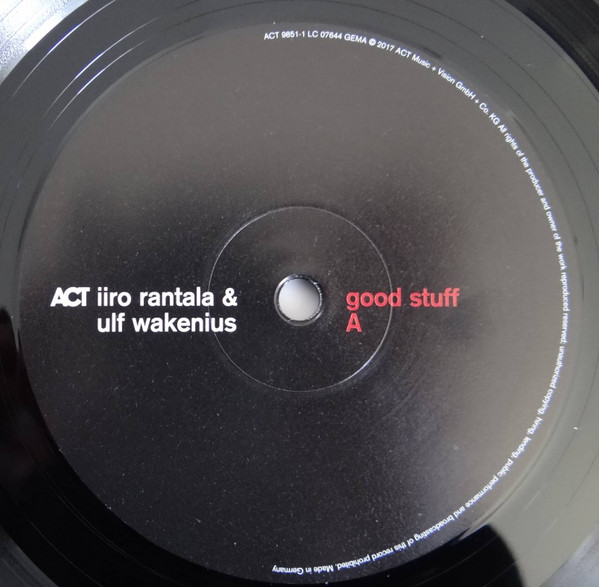 ACT 9851-1 LC 07644 GEMA ℗ 2017 ACT Music + Vision GmbH + Co. KG All rights of the producer and owner of the work reproduced reserved. unauthorized copying, hiring, lending, public performance and broadcasting of this record prohibited. Made in Germany
ACT iiro rantala &
ulf wakenius
good stuff
A